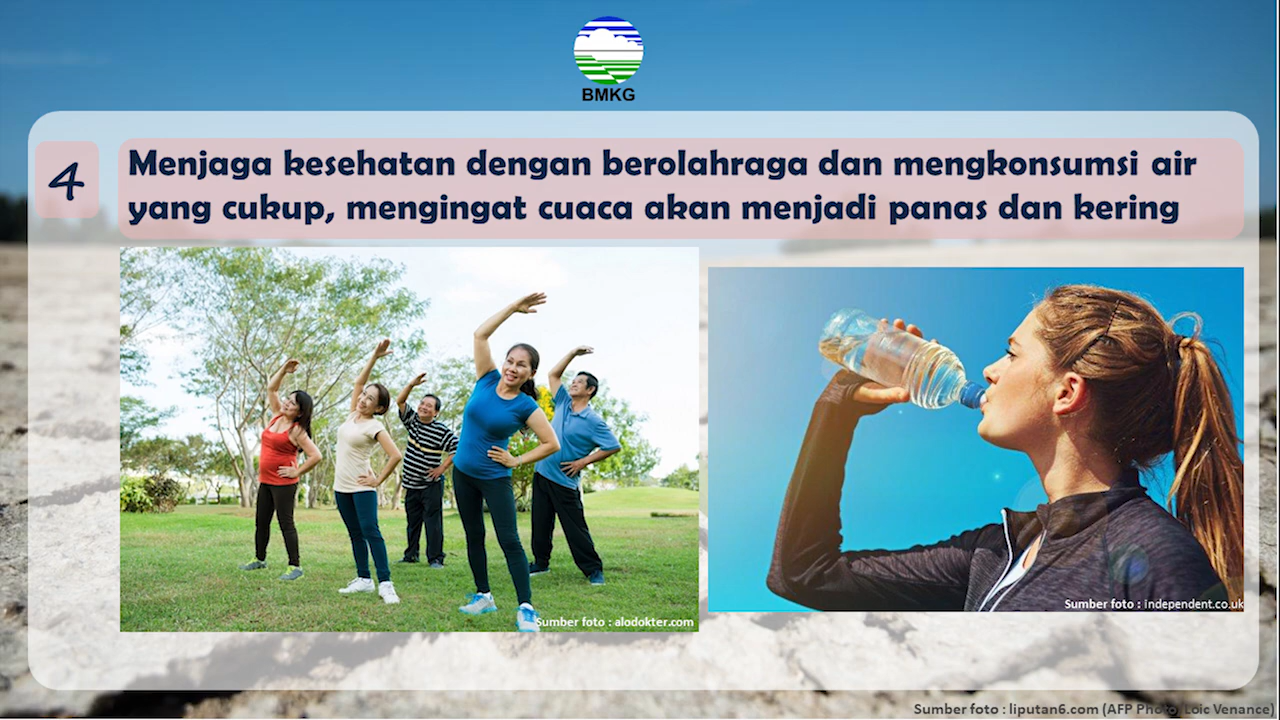 BMKG
4
Menjaga kesehatan dengan berolahraga dan mengkonsumsi air
yang cukup, mengingat cuaca akan menjadi panas dan kering
Sumber foto : alodokter.com
Sumber foto : independent.co.uk
Sumber foto : liputan6.com (AFP Photo/Loic Venance)